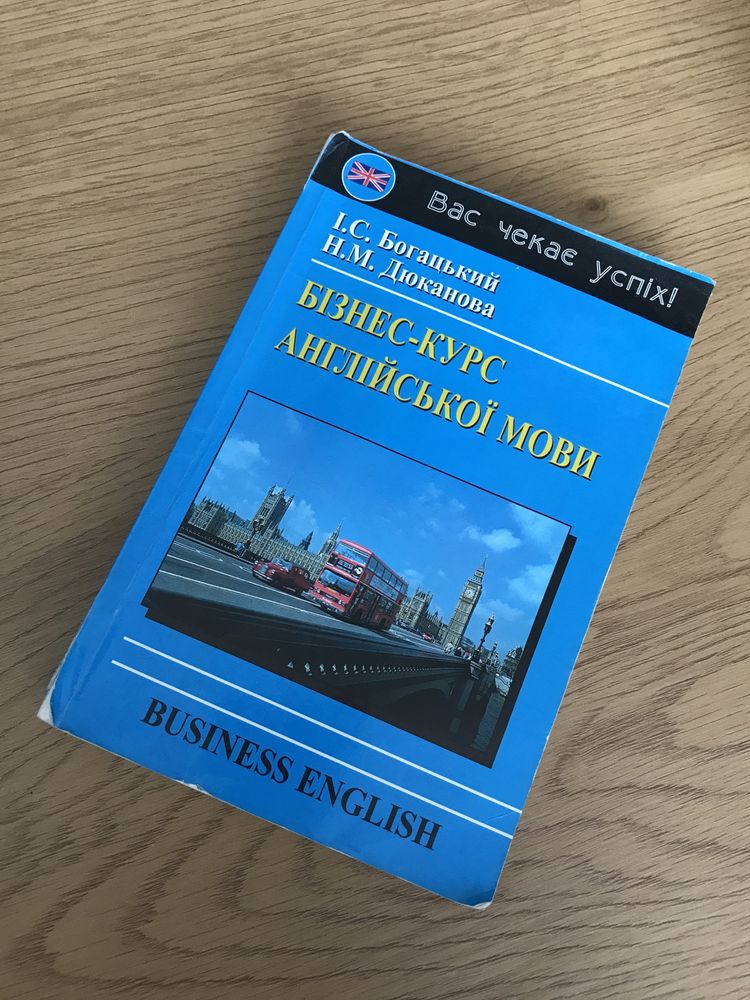 Вас чекає успіх!
І.С. Богацький
Н.М. Дюканова
БІЗНЕС-КУРС
АНГЛІЙСЬКОЇ МОВИ
BUSINESS ENGLISH